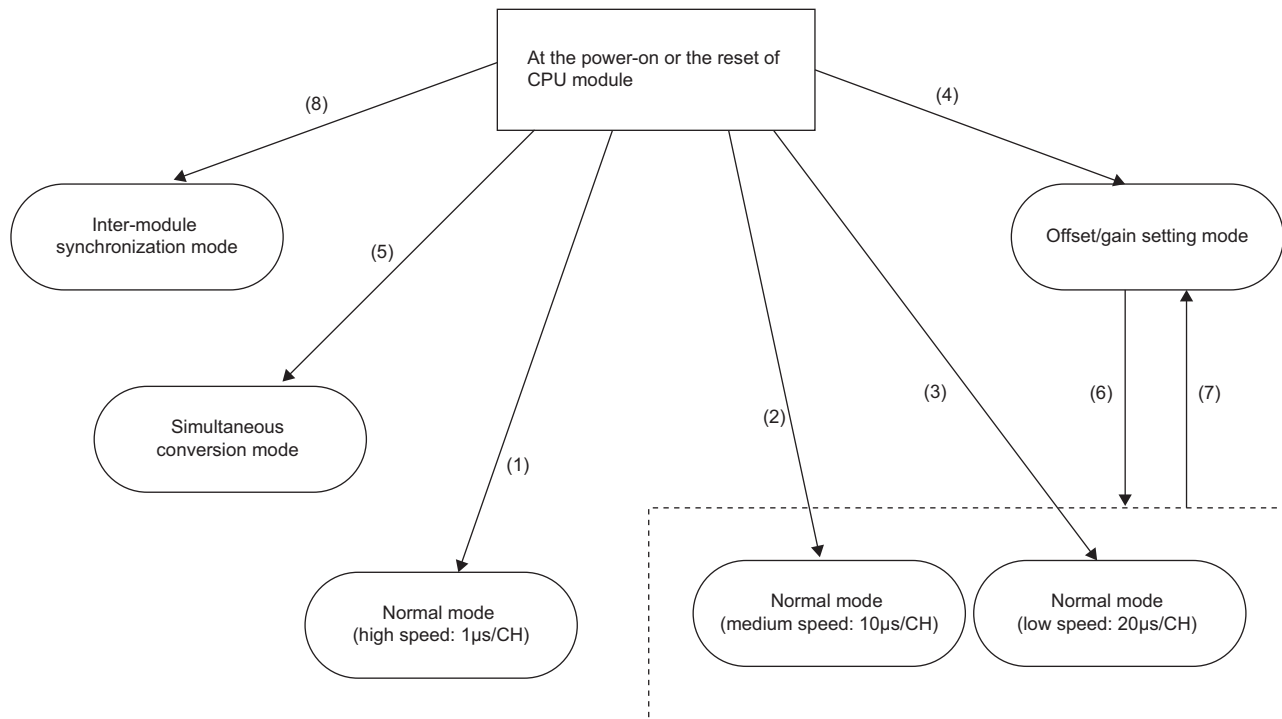 At the power-on or the reset of
CPU module
(8)
(4)
Inter-module
synchronization mode
(5)
Offset/gain setting mode
(6)
(7)
(3)
(2)
Simultaneous
conversion mode
(1)
Normal mode
(high speed: 1μs/CH)
Normal mode
(medium speed: 10μs/CH)
Normal mode
(low speed: 20μs/CH)